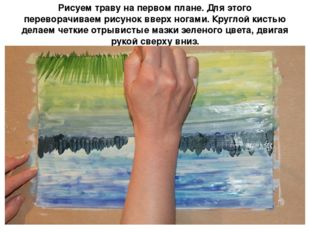 Рисуем траву на первом плане. Для этого
переворачиваем рисунок вверх ногами. Круглой кистью
делаем четкие отрывистые мазки зеленого цвета, двигая
рукой сверху вниз.